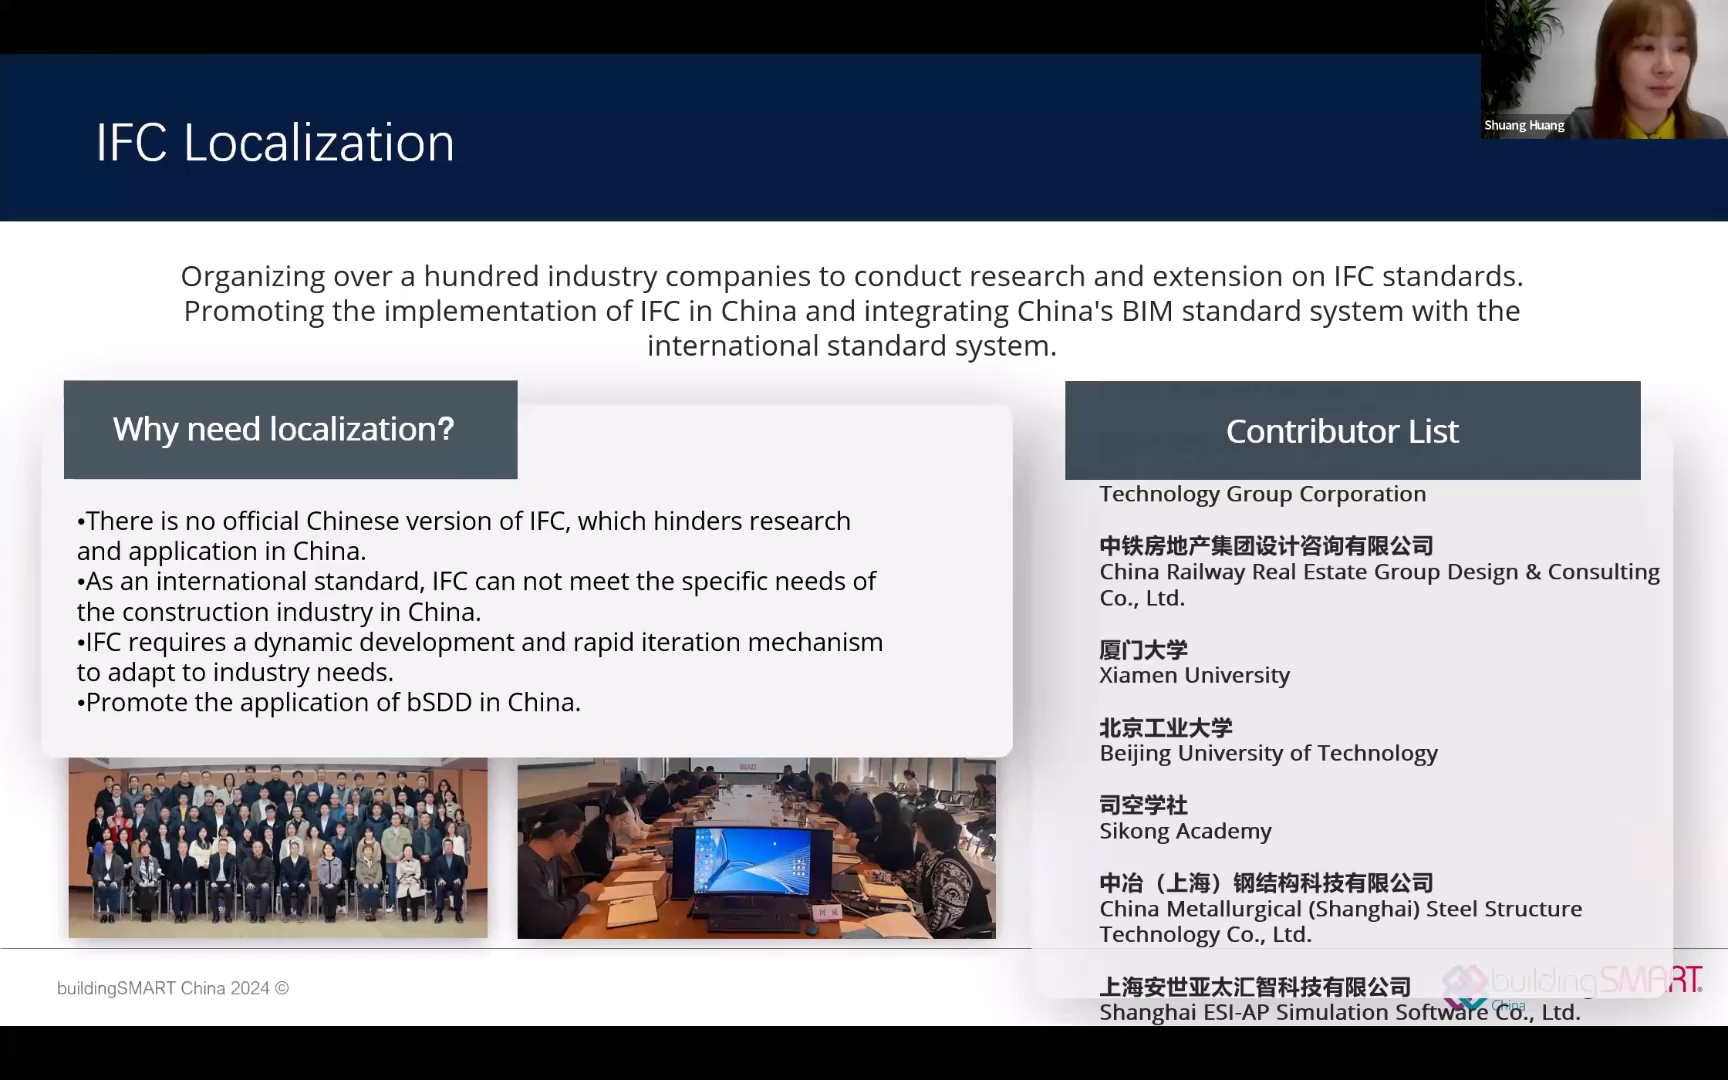 Shuang Huang
IFC Localization
Organizing over a hundred industry companies to conduct research and extension on IFC standards.
Promoting the implementation of IFC in China and integrating China's BIM standard system with the
international standard system.
Why need localization?
•There is no official Chinese version of IFC, which hinders research
and application in China.
•As an international standard, IFC can not meet the specific needs of
the construction industry in China.
•IFC requires a dynamic development and rapid iteration mechanism
to adapt to industry needs.
•Promote the application of bSDD in China.
Contributor List
Technology Group Corporation
中铁房地产集团设计咨询有限公司
China Railway Real Estate Group Design & Consulting
Co., Ltd.
厦门大学
Xiamen University
北京工业大学
Beijing University of Technology
司空学社
Sikong Academy
中冶（上海）钢结构科技有限公司
China Metallurgical (Shanghai) Steel Structure
Technology Co., Ltd.
上海安世亚太汇智科技有限公司
Shanghai ESI-AP Simulation Software Co., Ltd.
buildingSMART China 2024 ©
buildingSMART®
China